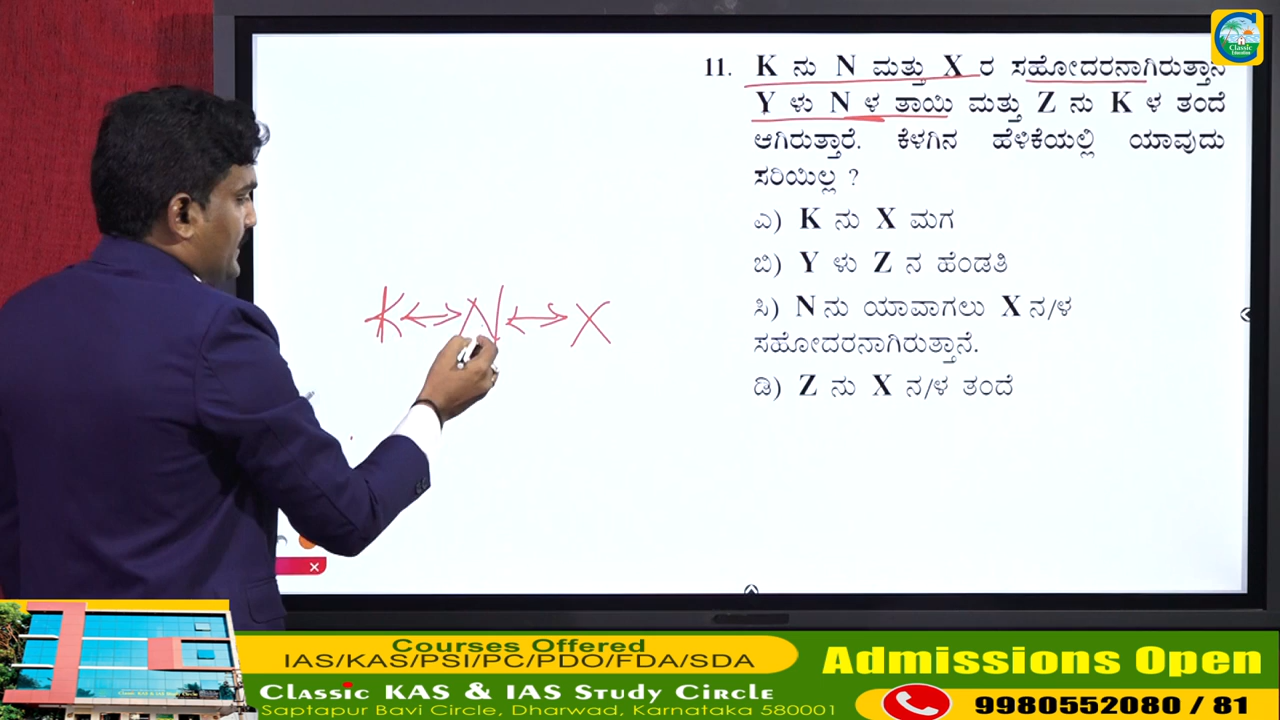 Classic
Education
11. K ನು N ಮತ್ತು X ರ ಸಹೋದರನಾಗಿರುತ್ತಾನೆ
Y ಳು N ಳ ತಾಯಿ ಮತ್ತು Z ನು K ಳ ತಂದೆ
ಆಗಿರುತ್ತಾರೆ. ಕೆಳಗಿನ ಹೆಳಿಕೆಯಲ್ಲಿ ಯಾವುದು
ಸರಿಯಿಲ್ಲ ?
ಎ) K ನು X ಮಗ
ಬಿ) Y ಳು Z ನ ಹೆಂಡತಿ
ಸಿ) N ನು ಯಾವಾಗಲು X ನ/ಳ
ಸಹೋದರನಾಗಿರುತ್ತಾನೆ.
ಡಿ) Z ನು X ನ/ಳ ತಂದೆ
K ↔ N ↔ X
Courses Offered
IAS/KAS/PSI/PC/PDO/FDA/SDA
Classic KAS & IAS Study Circle
Saptapur Bavi Circle, Dharwad, Karnataka 580001
Admissions Open
9980552080 / 81